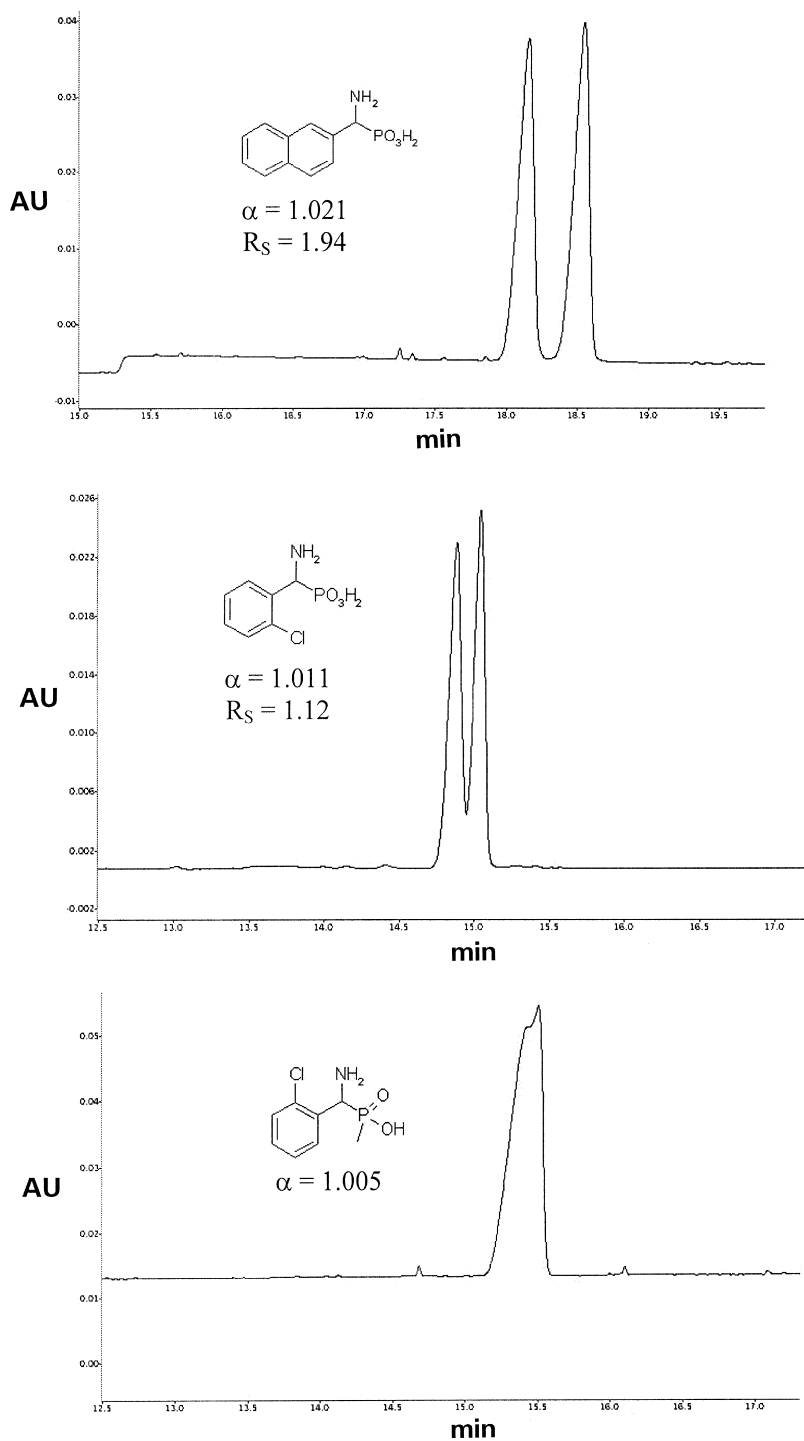 0.04
NH₂
0.03
PO₃H₂
0.02
AU
α = 1.021
Rₛ = 1.94
0.01
0.00
-0.01
15.0 15.5 16.0 16.5 17.0 17.5 18.0 18.5 19.0 19.5
min
0.026
NH₂
0.022
PO₃H₂
0.018
Cl
α = 1.011
0.014
AU
Rₛ = 1.12
0.010
0.006
0.002
-0.002
12.5 13.0 13.5 14.0 14.5 15.0 15.5 16.0 16.5 17.0
min
0.05
Cl NH₂
O
0.04
P
OH
0.03
AU
α = 1.005
0.02
0.01
0.00
12.5 13.0 13.5 14.0 14.5 15.0 15.5 16.0 16.5 17.0
min